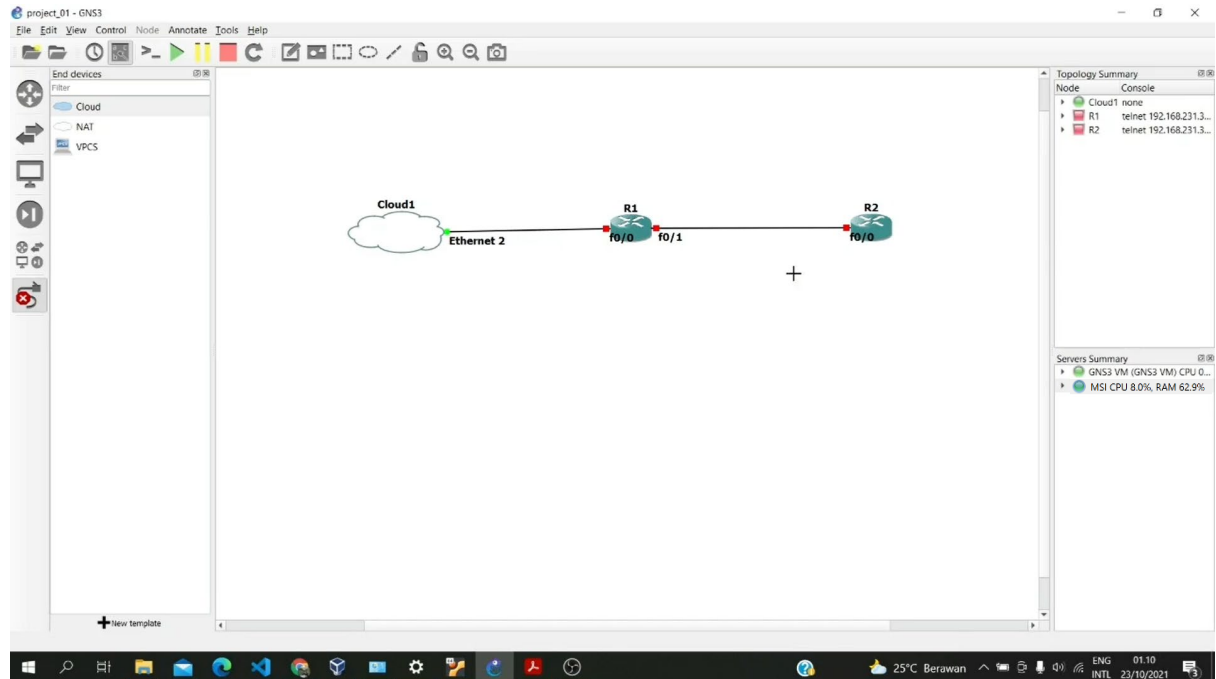 project_01 - GNS3
File Edit View Control Node Annotate Tools Help
End devices
Filter
Cloud
NAT
VPCS
New template
Cloud1
Ethernet 2
R1
f0/0
f0/1
R2
f0/0
Topology Summary
Node Console
Cloud1 none
R1 telnet 192.168.231.3...
R2 telnet 192.168.231.3...
Servers Summary
GNS3 VM (GNS3 VM) CPU 0...
MSI CPU 8.0%, RAM 62.9%
25°C Berawan
ENG
INTL
01.10
23/10/2021